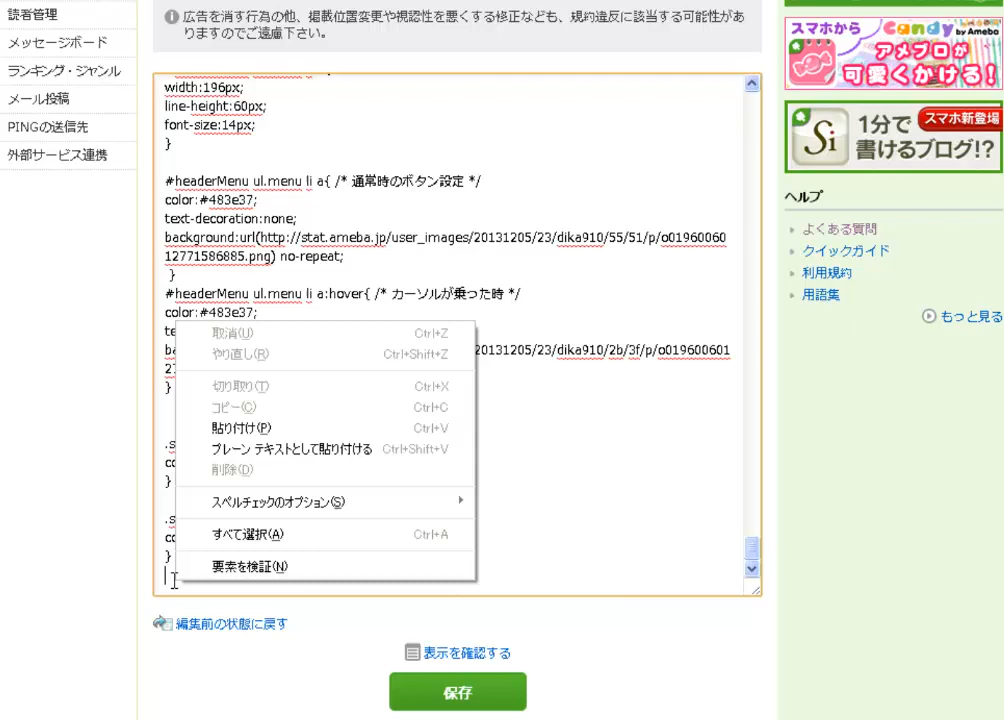 読者管理
メッセージボード
ランキング・ジャンル
メール投稿
PINGの送信先
外部サービス連携
広告を消す行為の他、掲載位置変更や視認性を悪くする修正なども、規約違反に該当する可能性があ
りますのでご遠慮下さい。
width:196px;
line-height:60px;
font-size:14px;
}
#headerMenu ul.menu li a{ /* 通常時のボタン設定 */
color:#483e37;
text-decoration:none;
background:url(http://stat.ameba.jp/user_images/20131205/23/dika910/55/51/p/o01960060
12771586885.png) no-repeat;
}
#headerMenu ul.menu li a:hover{ /* カーソルが乗った時 */
color:#483e37;
te
ba
20131205/23/dika910/2b/3f/p/o019600601
27
}
.s
co
}
.s
co
}
取消(U) Ctrl+Z
やり直し(R) Ctrl+Shift+Z
切り取り(T) Ctrl+X
コピー(C) Ctrl+C
貼り付け(P) Ctrl+V
プレーン テキストとして貼り付ける Ctrl+Shift+V
削除(D)
スペルチェックのオプション(S)
すべて選択(A) Ctrl+A
要素を検証(N)
編集前の状態に戻す
表示を確認する
保存
スマホから Candy by Ameba
アメブロが
可愛くかける!
Si
1分で スマホ新登場
書けるブログ!?
ヘルプ
よくある質問
クイックガイド
利用規約
用語集
もっと見る